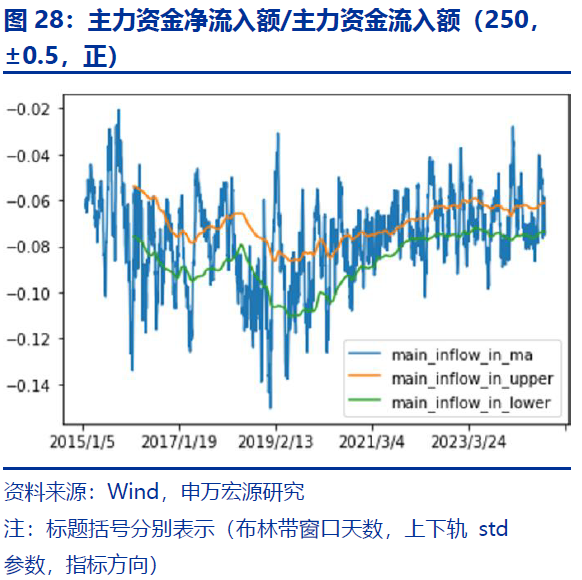 图 28：主力资金净流入额/主力资金流入额（250，
±0.5，正）
−0.02
−0.04
−0.06
−0.08
−0.10
−0.12
−0.14
main_inflow_in_ma
main_inflow_in_upper
main_inflow_in_lower
2015/1/5 2017/1/19 2019/2/13 2021/3/4 2023/3/24
资料来源：Wind，申万宏源研究
注：标题括号分别表示（布林带窗口天数，上下轨 std
参数，指标方向）